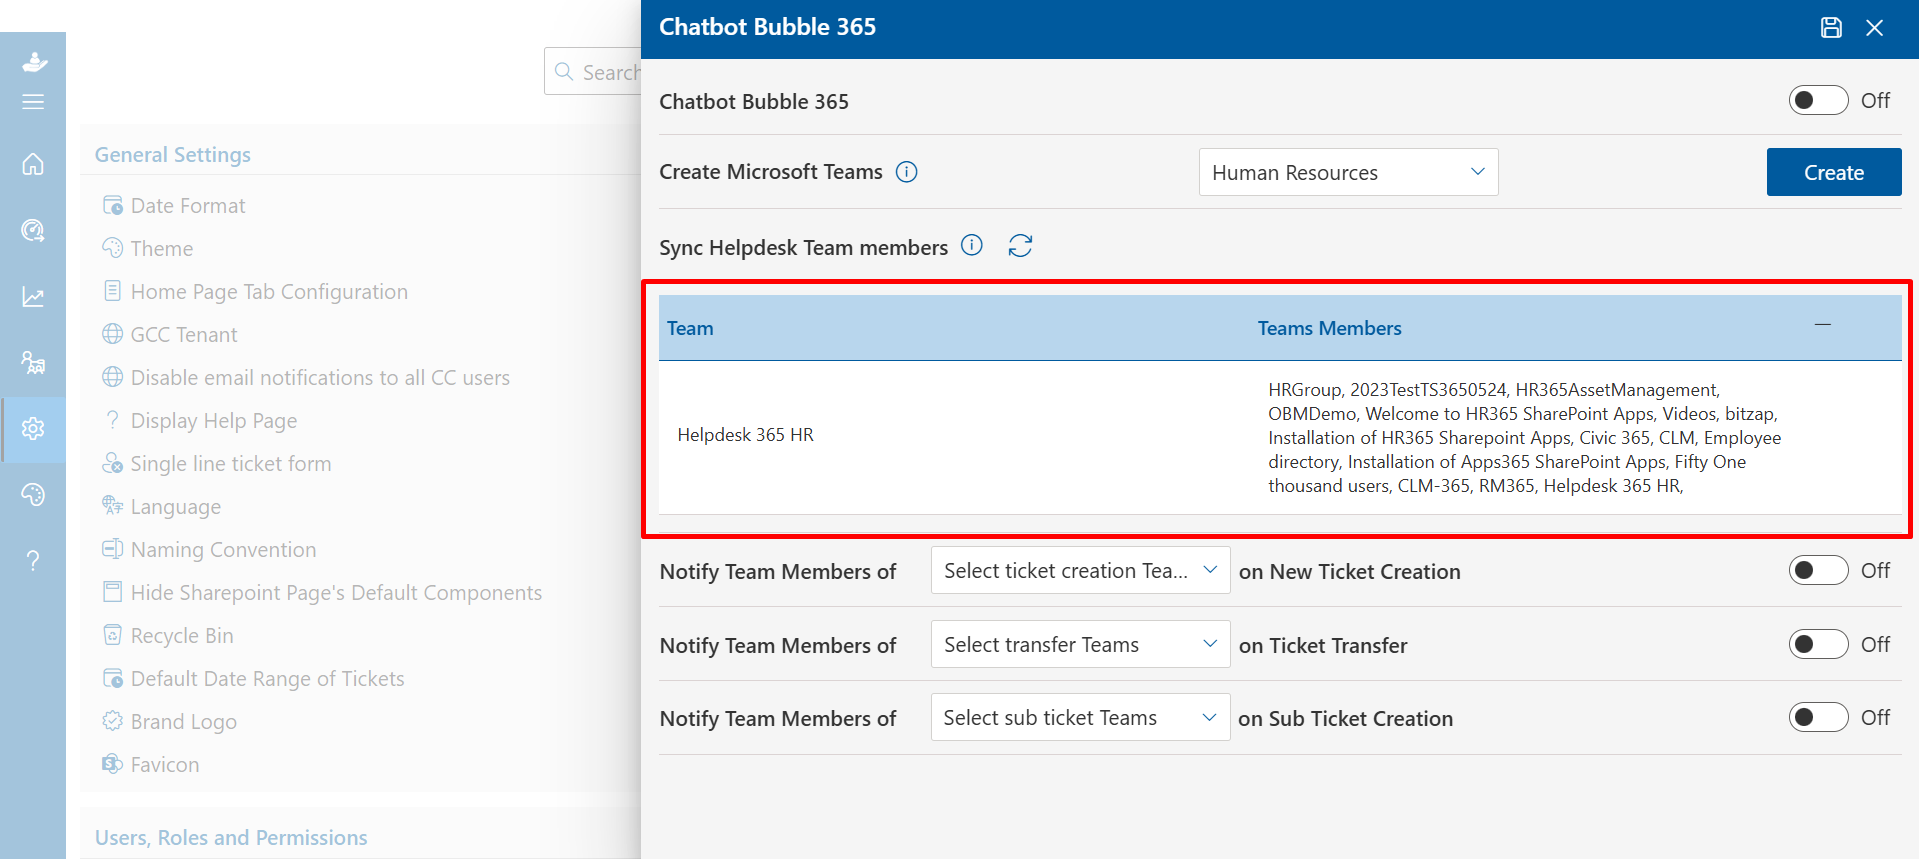 Search
General Settings
Date Format
Theme
Home Page Tab Configuration
GCC Tenant
Disable email notifications to all CC users
Display Help Page
Single line ticket form
Language
Naming Convention
Hide Sharepoint Page's Default Components
Recycle Bin
Default Date Range of Tickets
Brand Logo
Favicon
Users, Roles and Permissions
Chatbot Bubble 365
Chatbot Bubble 365 Off
Create Microsoft Teams Human Resources Create
Sync Helpdesk Team members
Team Teams Members
Helpdesk 365 HR
HRGroup, 2023TestTS3650524, HR365AssetManagement,
OBMDemo, Welcome to HR365 SharePoint Apps, Videos, bitzap,
Installation of HR365 Sharepoint Apps, Civic 365, CLM, Employee
directory, Installation of Apps365 SharePoint Apps, Fifty One
thousand users, CLM-365, RM365, Helpdesk 365 HR,
Notify Team Members of Select ticket creation Tea... on New Ticket Creation Off
Notify Team Members of Select transfer Teams on Ticket Transfer Off
Notify Team Members of Select sub ticket Teams on Sub Ticket Creation Off